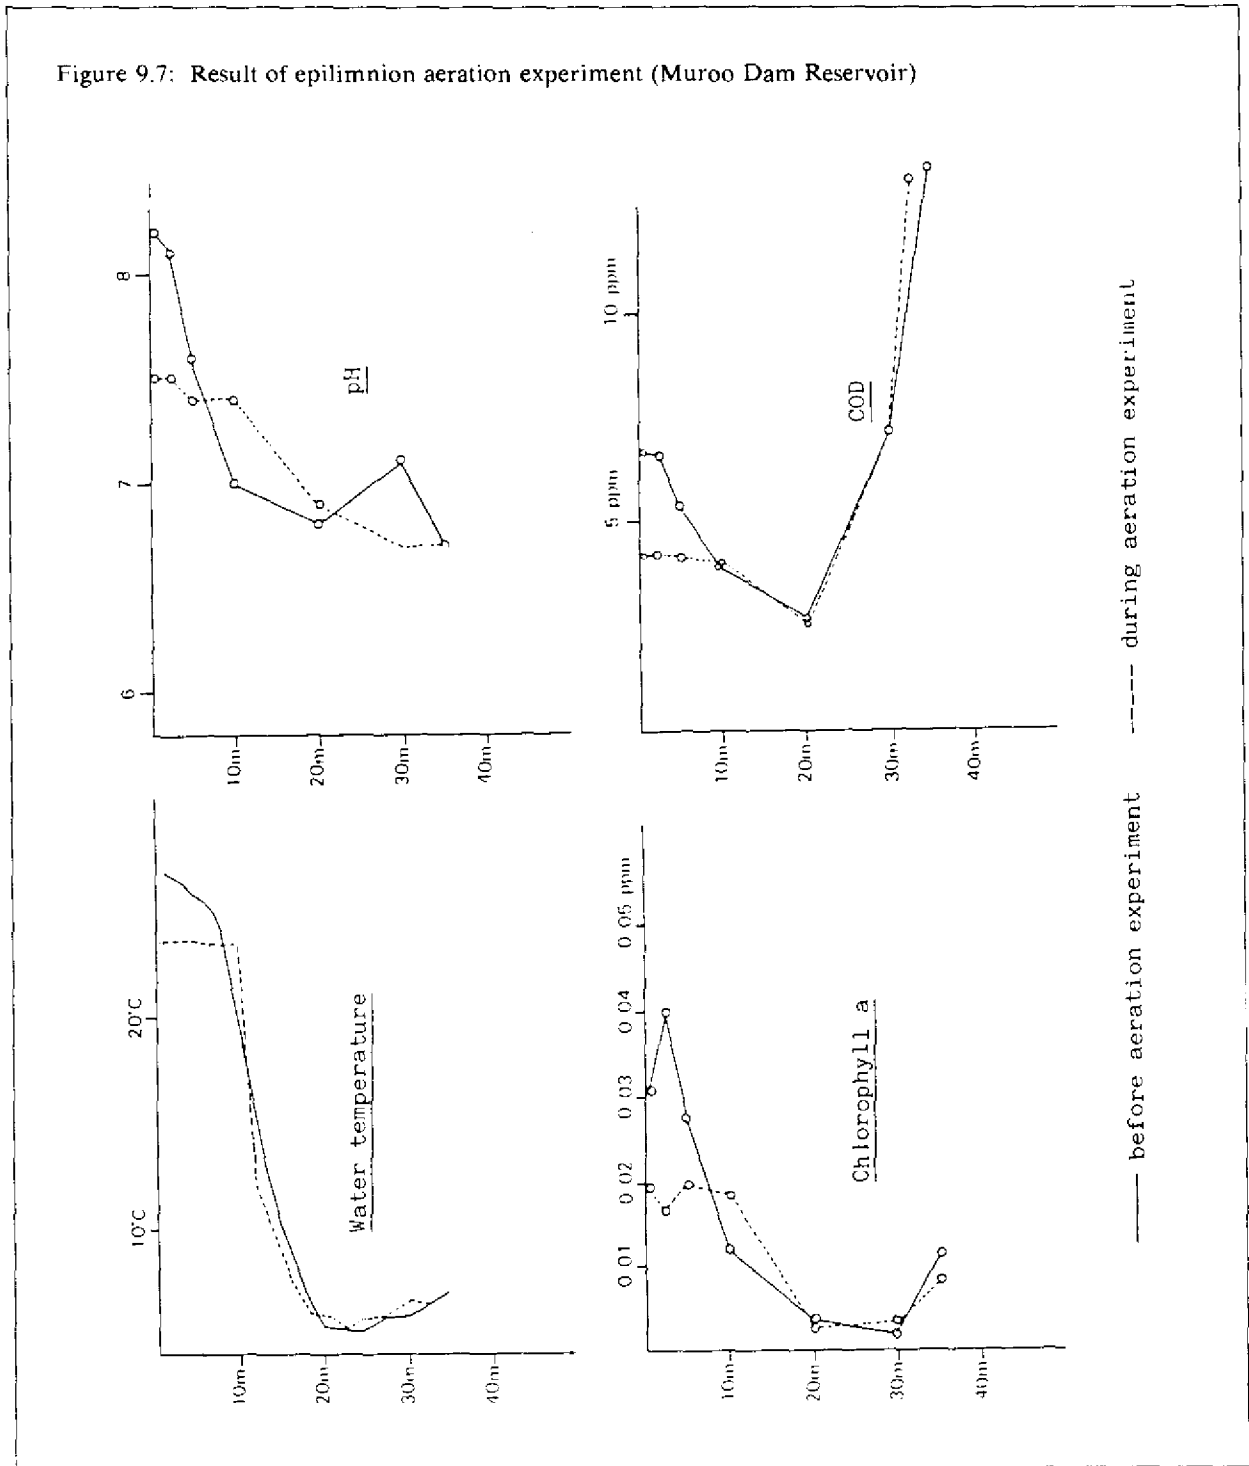 Figure 9.7: Result of epilimnion aeration experiment (Muroo Dam Reservoir)
8
7
6
pH
10m
20m
30m
40m
10 ppm
5 ppm
COD
10m
20m
30m
40m
20°C
10°C
Water temperature
10m
20m
30m
40m
0 05 ppm
0 04
0 03
0 02
0 01
Chlorophyll a
10m
20m
30m
40m
before aeration experiment
during aeration experiment